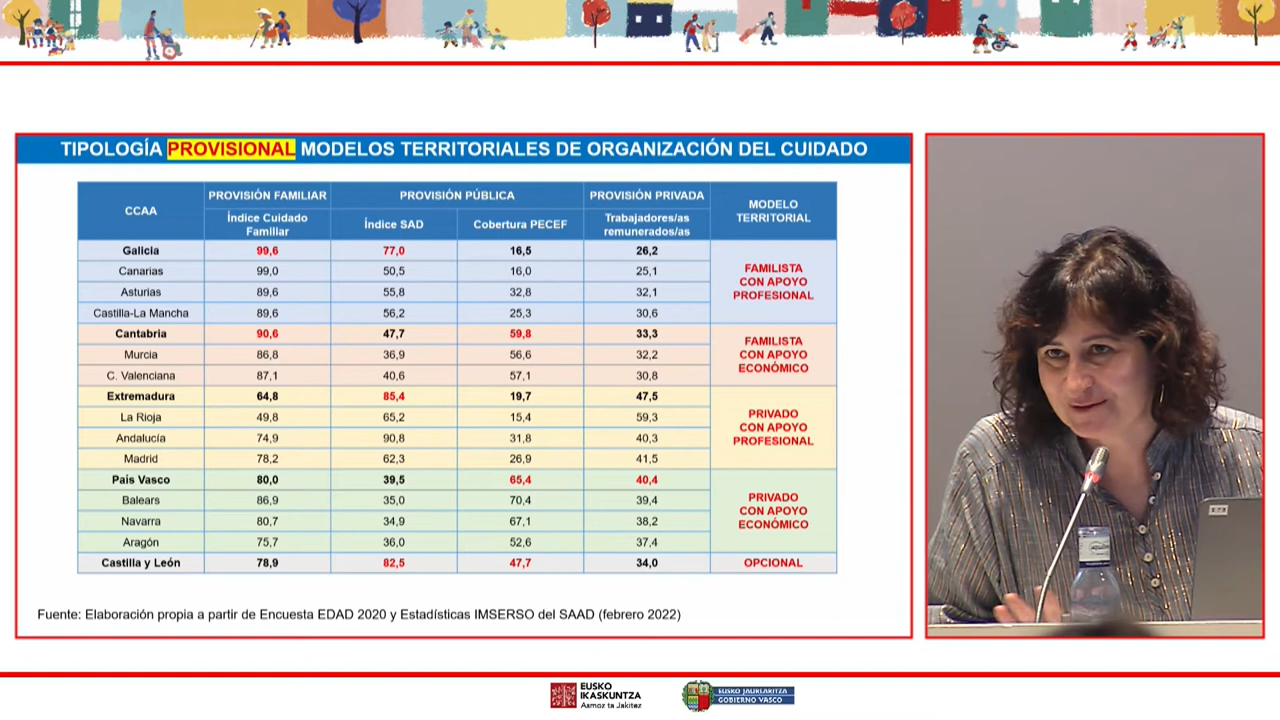 TIPOLOGÍA PROVISIONAL MODELOS TERRITORIALES DE ORGANIZACIÓN DEL CUIDADO
CCAA PROVISIÓN FAMILIAR PROVISIÓN PÚBLICA PROVISIÓN PRIVADA MODELO TERRITORIAL
Índice Cuidado Familiar Índice SAD Cobertura PECEF Trabajadores/as remunerados/as
Galicia 99,6 77,0 16,5 26,2
Canarias 99,0 50,5 16,0 25,1
Asturias 89,6 55,8 32,8 32,1
Castilla-La Mancha 89,6 56,2 25,3 30,6
FAMILISTA
CON APOYO
PROFESIONAL
Cantabria 90,6 47,7 59,8 33,3
Murcia 86,8 36,9 56,6 32,2
C. Valenciana 87,1 40,6 57,1 30,8
FAMILISTA
CON APOYO
ECONÓMICO
Extremadura 64,8 85,4 19,7 47,5
La Rioja 49,8 65,2 15,4 59,3
Andalucía 74,9 90,8 31,8 40,3
Madrid 78,2 62,3 26,9 41,5
PRIVADO
CON APOYO
PROFESIONAL
País Vasco 80,0 39,5 65,4 40,4
Balears 86,9 35,0 70,4 39,4
Navarra 80,7 34,9 67,1 38,2
Aragón 75,7 36,0 52,6 37,4
PRIVADO
CON APOYO
ECONÓMICO
Castilla y León 78,9 82,5 47,7 34,0 OPCIONAL
Fuente: Elaboración propia a partir de Encuesta EDAD 2020 y Estadísticas IMSERSO del SAAD (febrero 2022)
EUSKO
IKASKUNTZA
Asmoz ta Jakitez
EUSKO JAURLARITZA
GOBIERNO VASCO